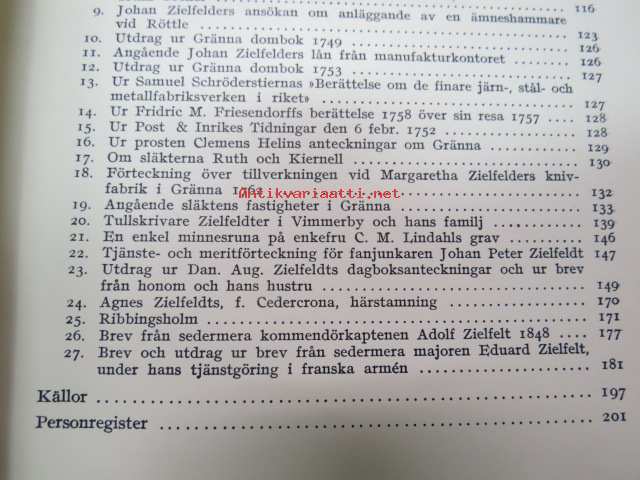 116
9. Johan Zielfelders ansökan om anläggande av en ämneshammare
vid Röttle 123
10. Utdrag ur Gränna dombok 1749 126
11. Angående Johan Zielfelders lån från manufakturkontoret 126
12. Utdrag ur Gränna dombok 1753 127
13. Ur Samuel Schröderstiernas »Berättelse om de finare järn-, stål- och
metallfabriksverken i riket» 127
14. Ur Fridric M. Friesendorffs berättelse 1758 över sin resa 1757 128
15. Ur Post & Inrikes Tidningar den 6 febr. 1752 128
16. Ur prosten Clemens Helins anteckningar om Gränna 129
17. Om släkterna Ruth och Kiernell 130
18. Förteckning över tillverkningen vid Margaretha Zielfelders kniv-
fabrik i Gränna 1762 132
Antikvariaatti.net
19. Angående släktens fastigheter i Gränna 133
20. Tullskrivare Zielfeldter i Vimmerby och hans familj 139
21. En enkel minnesruna på enkefru C. M. Lindahls grav 146
22. Tjänste- och meritförteckning för fanjunkaren Johan Peter Zielfeldt 147
23. Utdrag ur Dan. Aug. Zielfeldts dagboksanteckningar och ur brev
från honom och hans hustru 149
24. Agnes Zielfeldts, f. Cedercrona, härstamning 170
25. Ribbingsholm 171
26. Brev från sedermera kommendörkaptenen Adolf Zielfelt 1848 177
27. Brev och utdrag ur brev från sedermera majoren Eduard Zielfelt,
under hans tjänstgöring i franska armén 181
Källor 197
Personregister 201